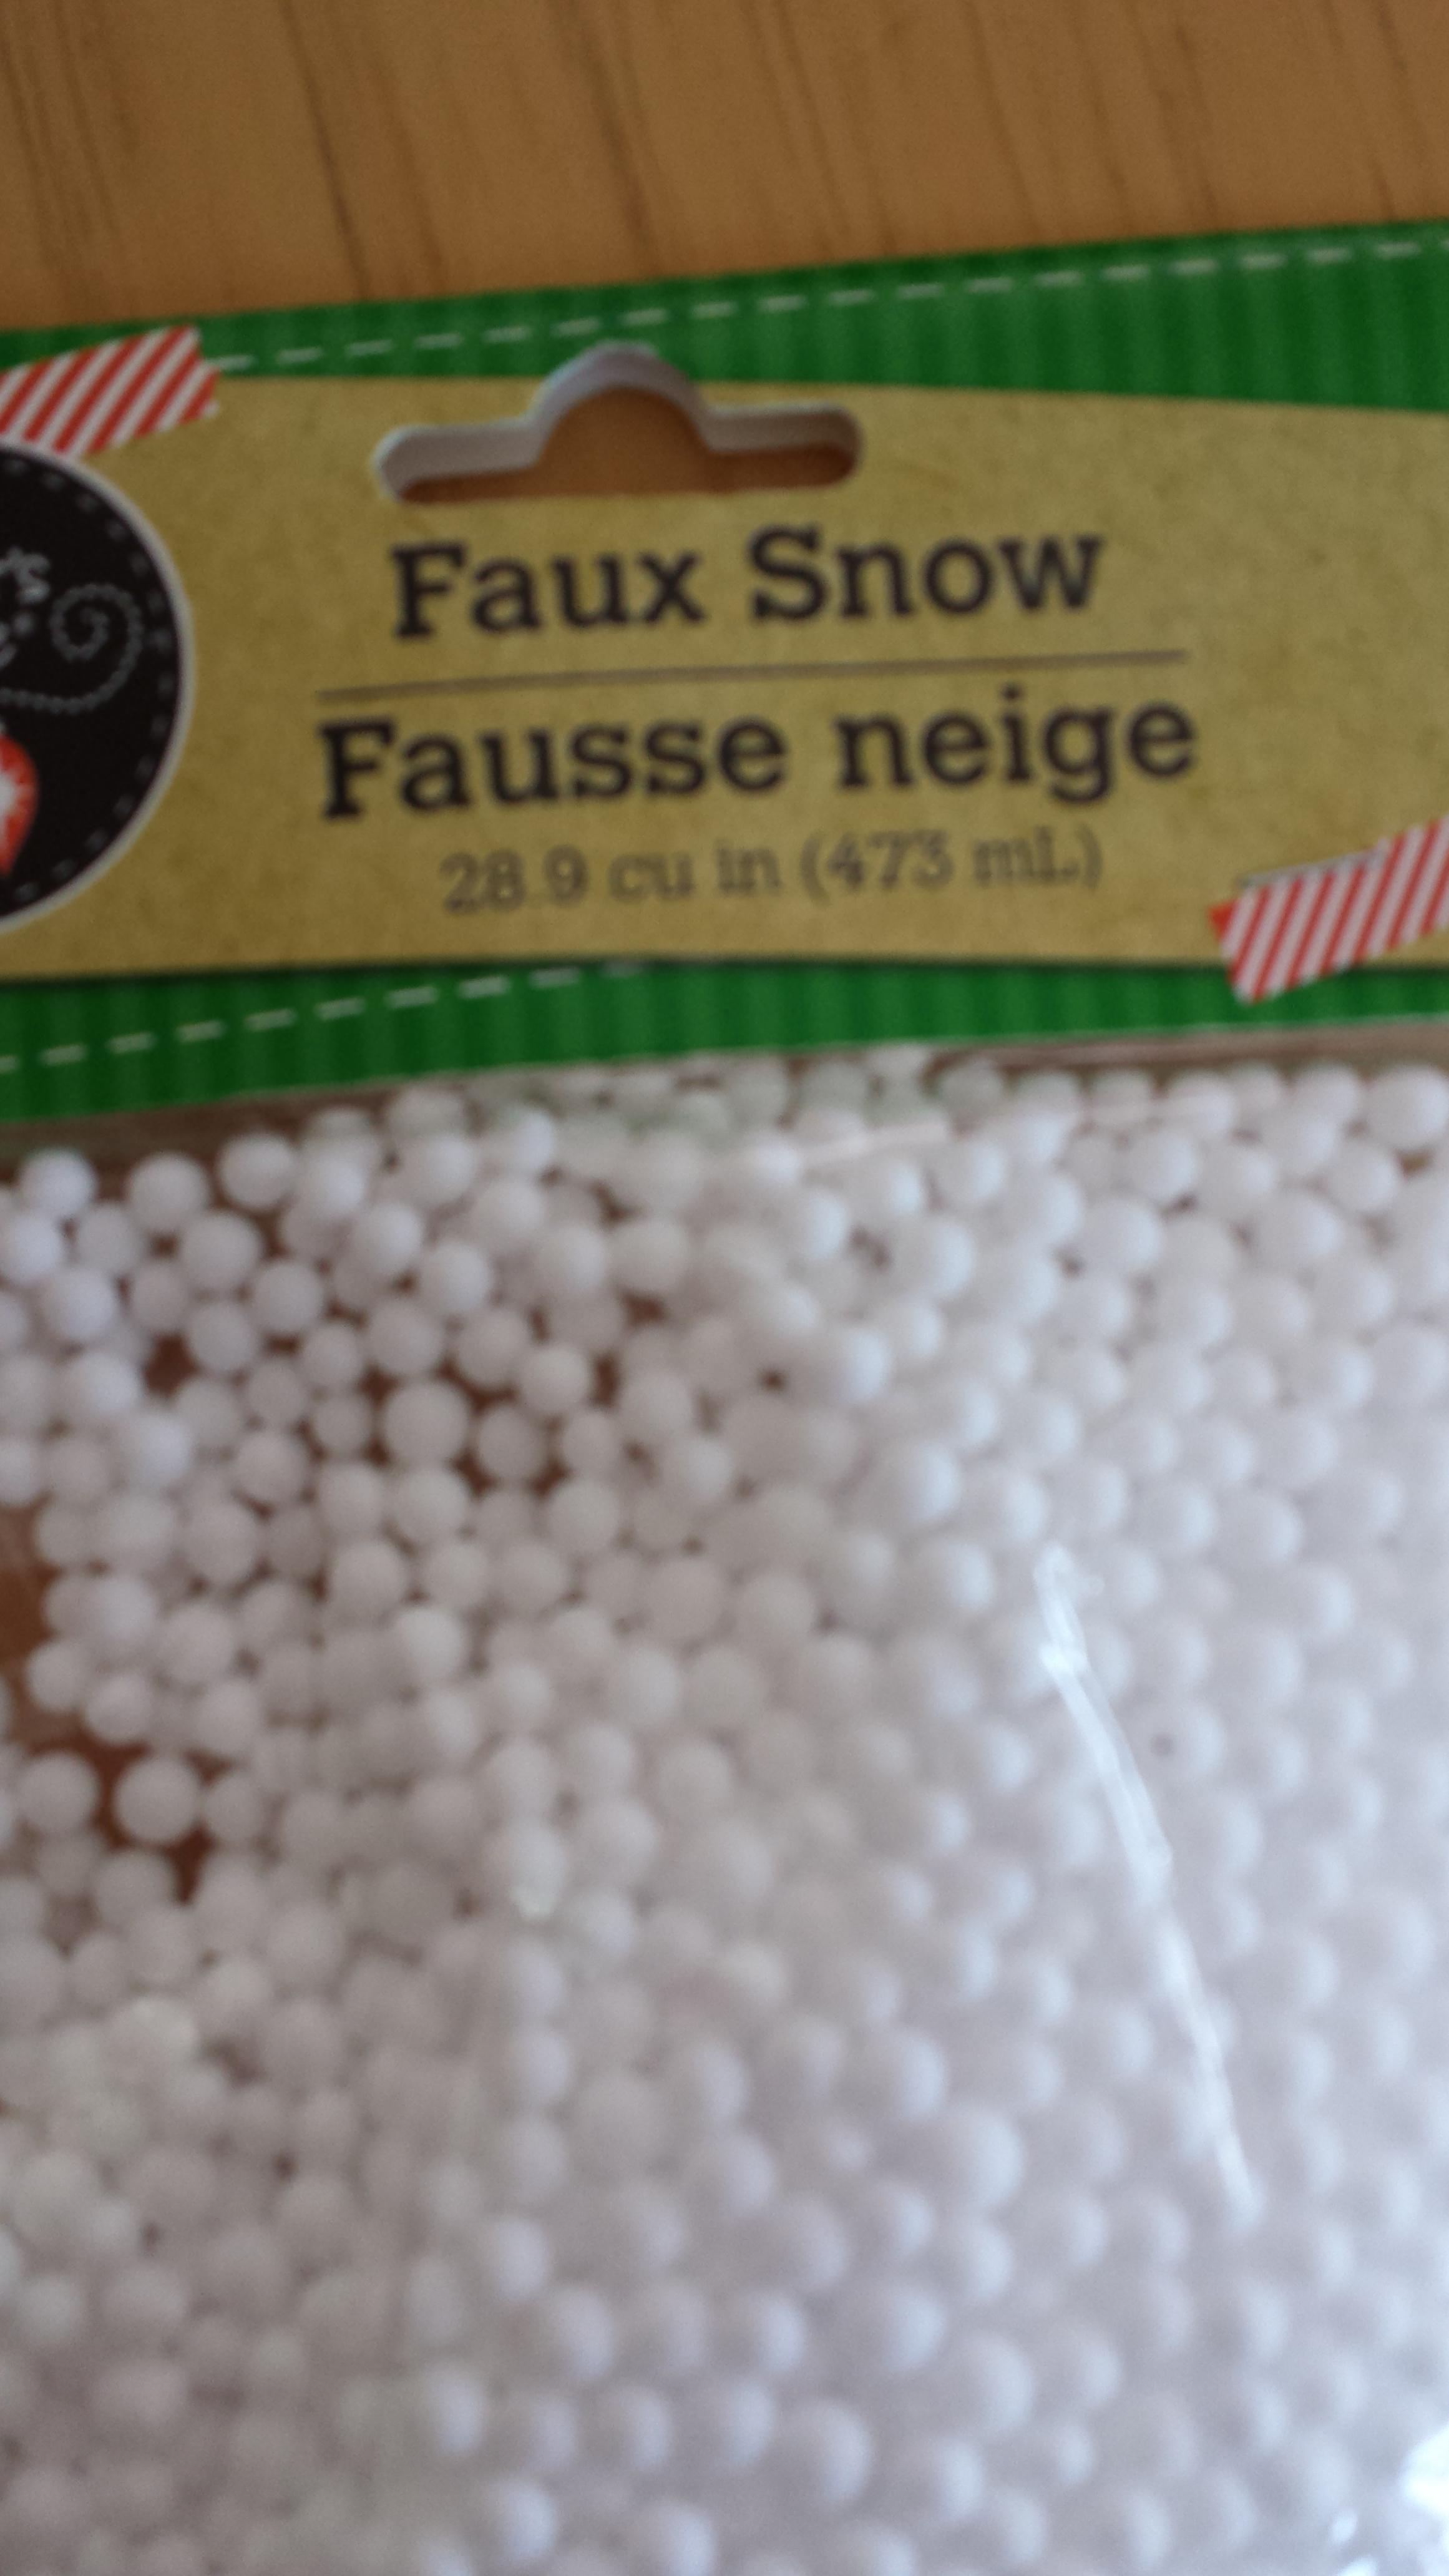 Faux Snow
Fausse neige
28.9 cu in (473 mL)